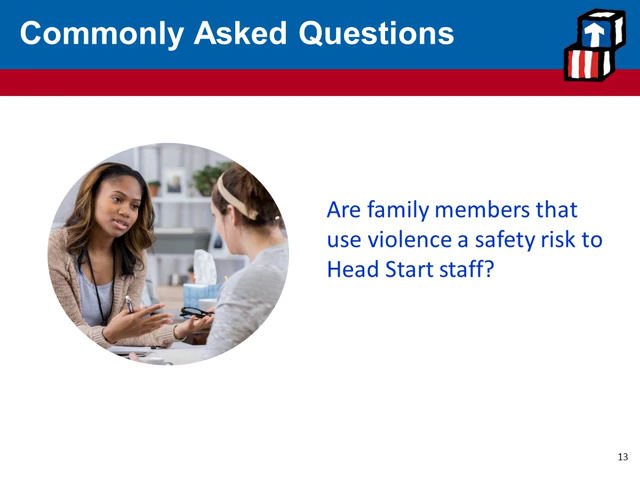 Commonly Asked Questions
Are family members that
use violence a safety risk to
Head Start staff?
13